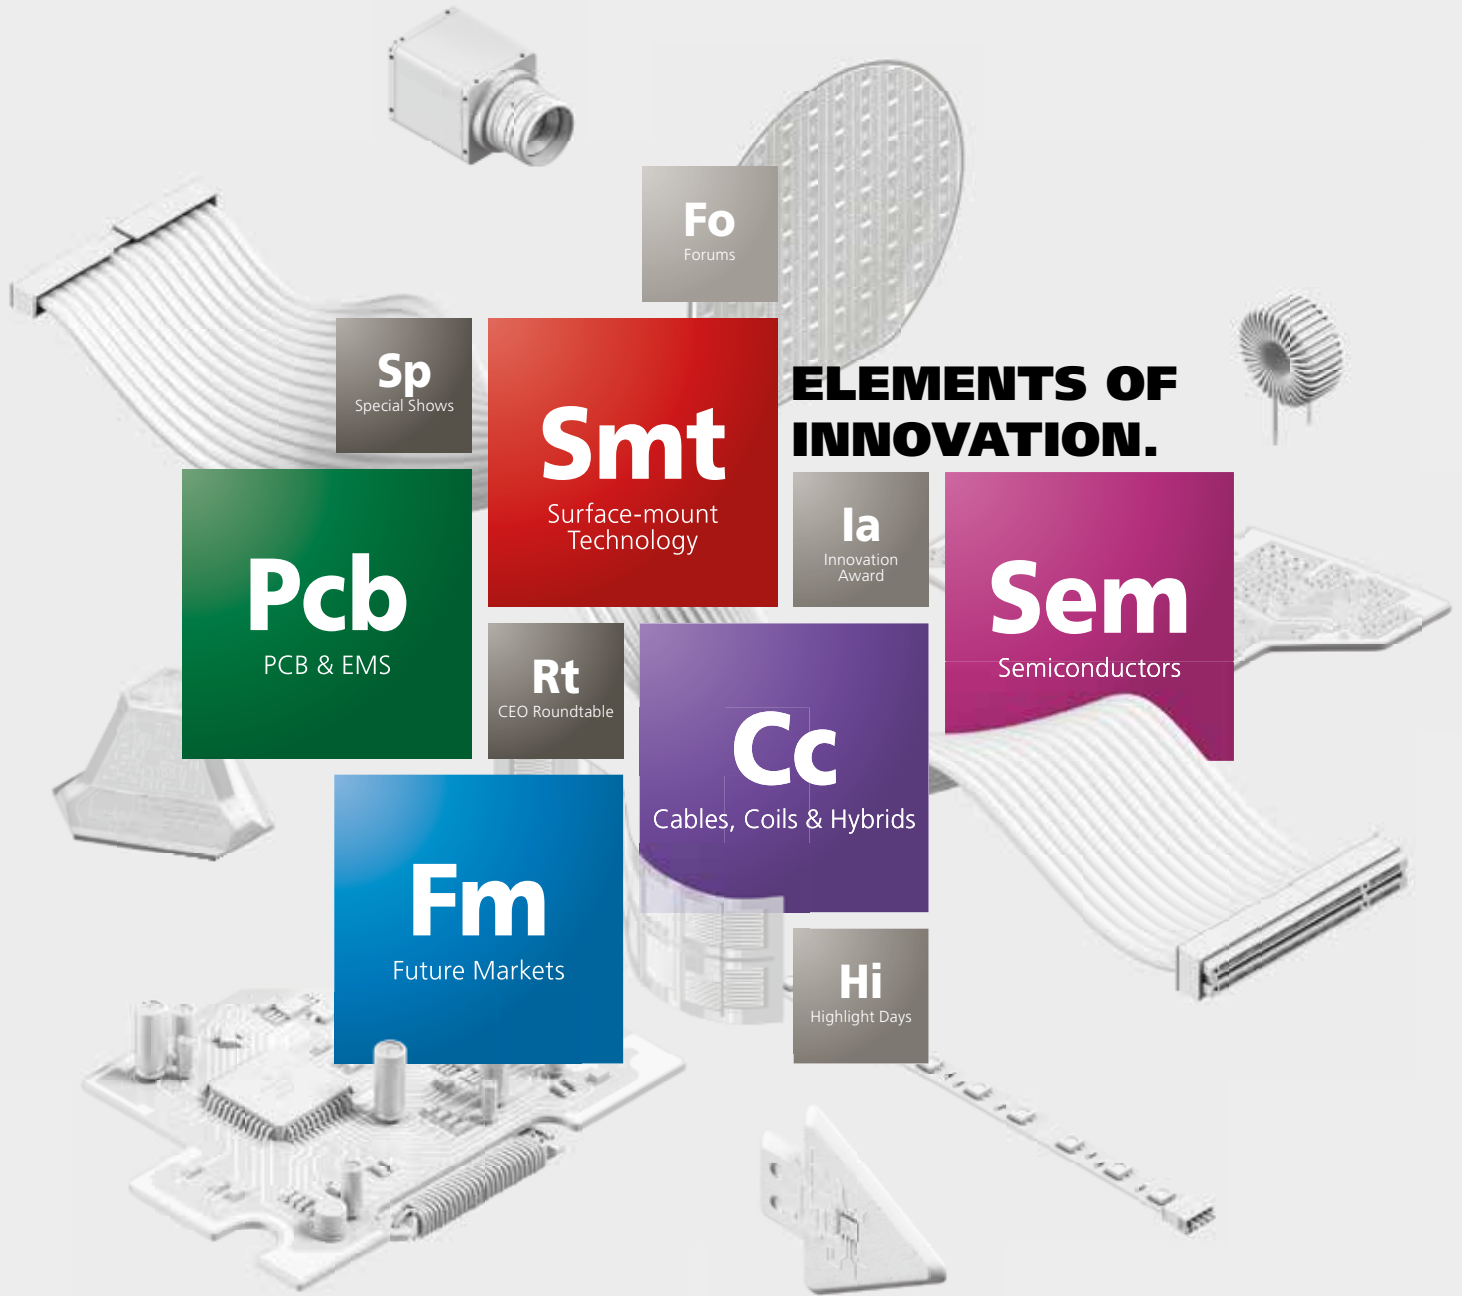 Fo
Forums
Sp
Special Shows
Smt
Surface-mount
Technology
ELEMENTS OF
INNOVATION.
Pcb
PCB & EMS
Ia
Innovation
Award
Sem
Semiconductors
Rt
CEO Roundtable
Cc
Cables, Coils & Hybrids
Fm
Future Markets
Hi
Highlight Days